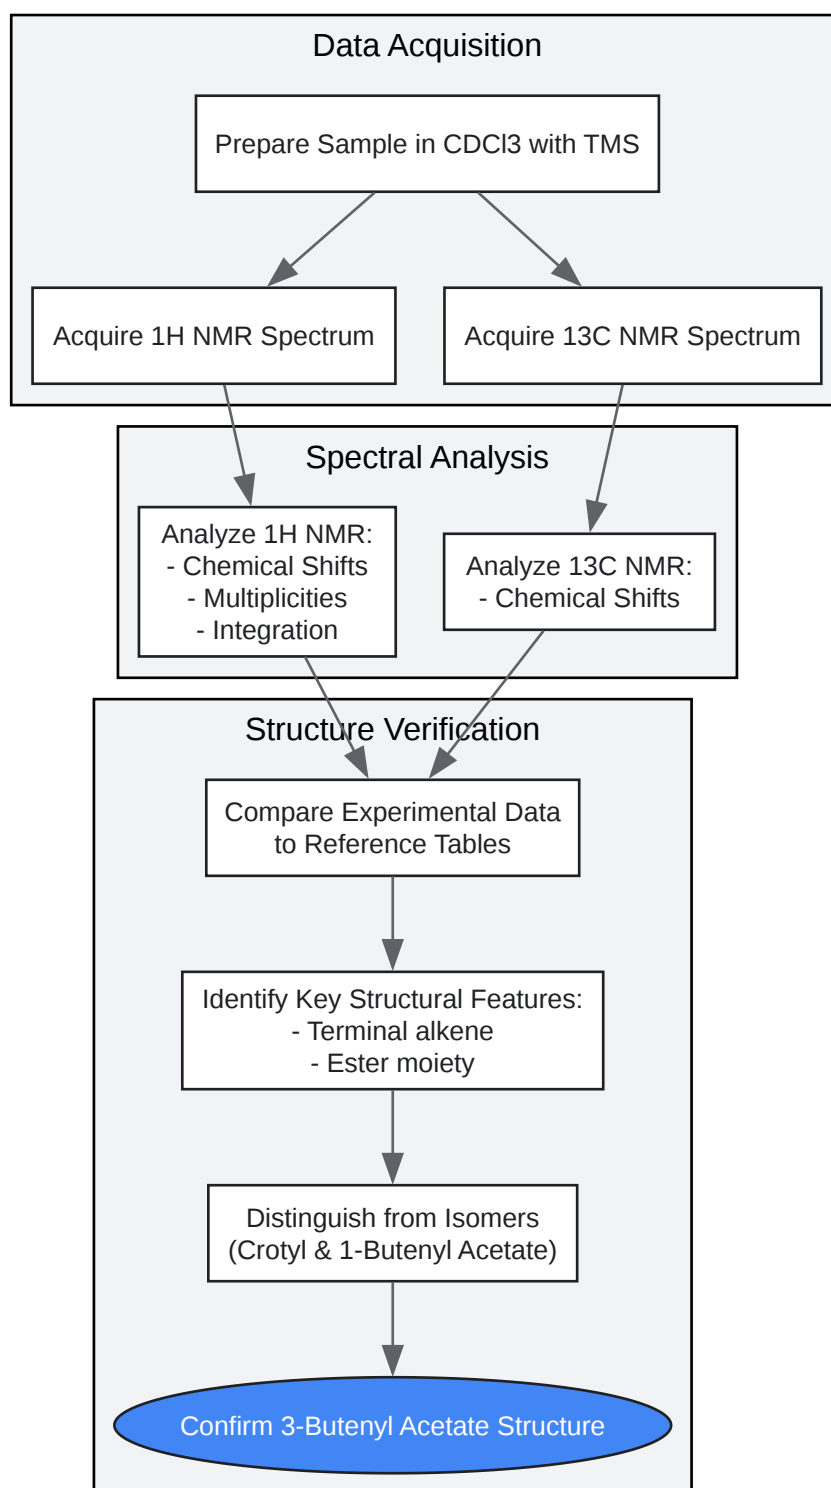 Data Acquisition
Prepare Sample in CDCl3 with TMS
Acquire 1H NMR Spectrum
Acquire 13C NMR Spectrum
Spectral Analysis
Analyze 1H NMR:
- Chemical Shifts
- Multiplicities
- Integration
Analyze 13C NMR:
- Chemical Shifts
Structure Verification
Compare Experimental Data
to Reference Tables
Identify Key Structural Features:
- Terminal alkene
- Ester moiety
Distinguish from Isomers
(Crotyl & 1-Butenyl Acetate)
Confirm 3-Butenyl Acetate Structure